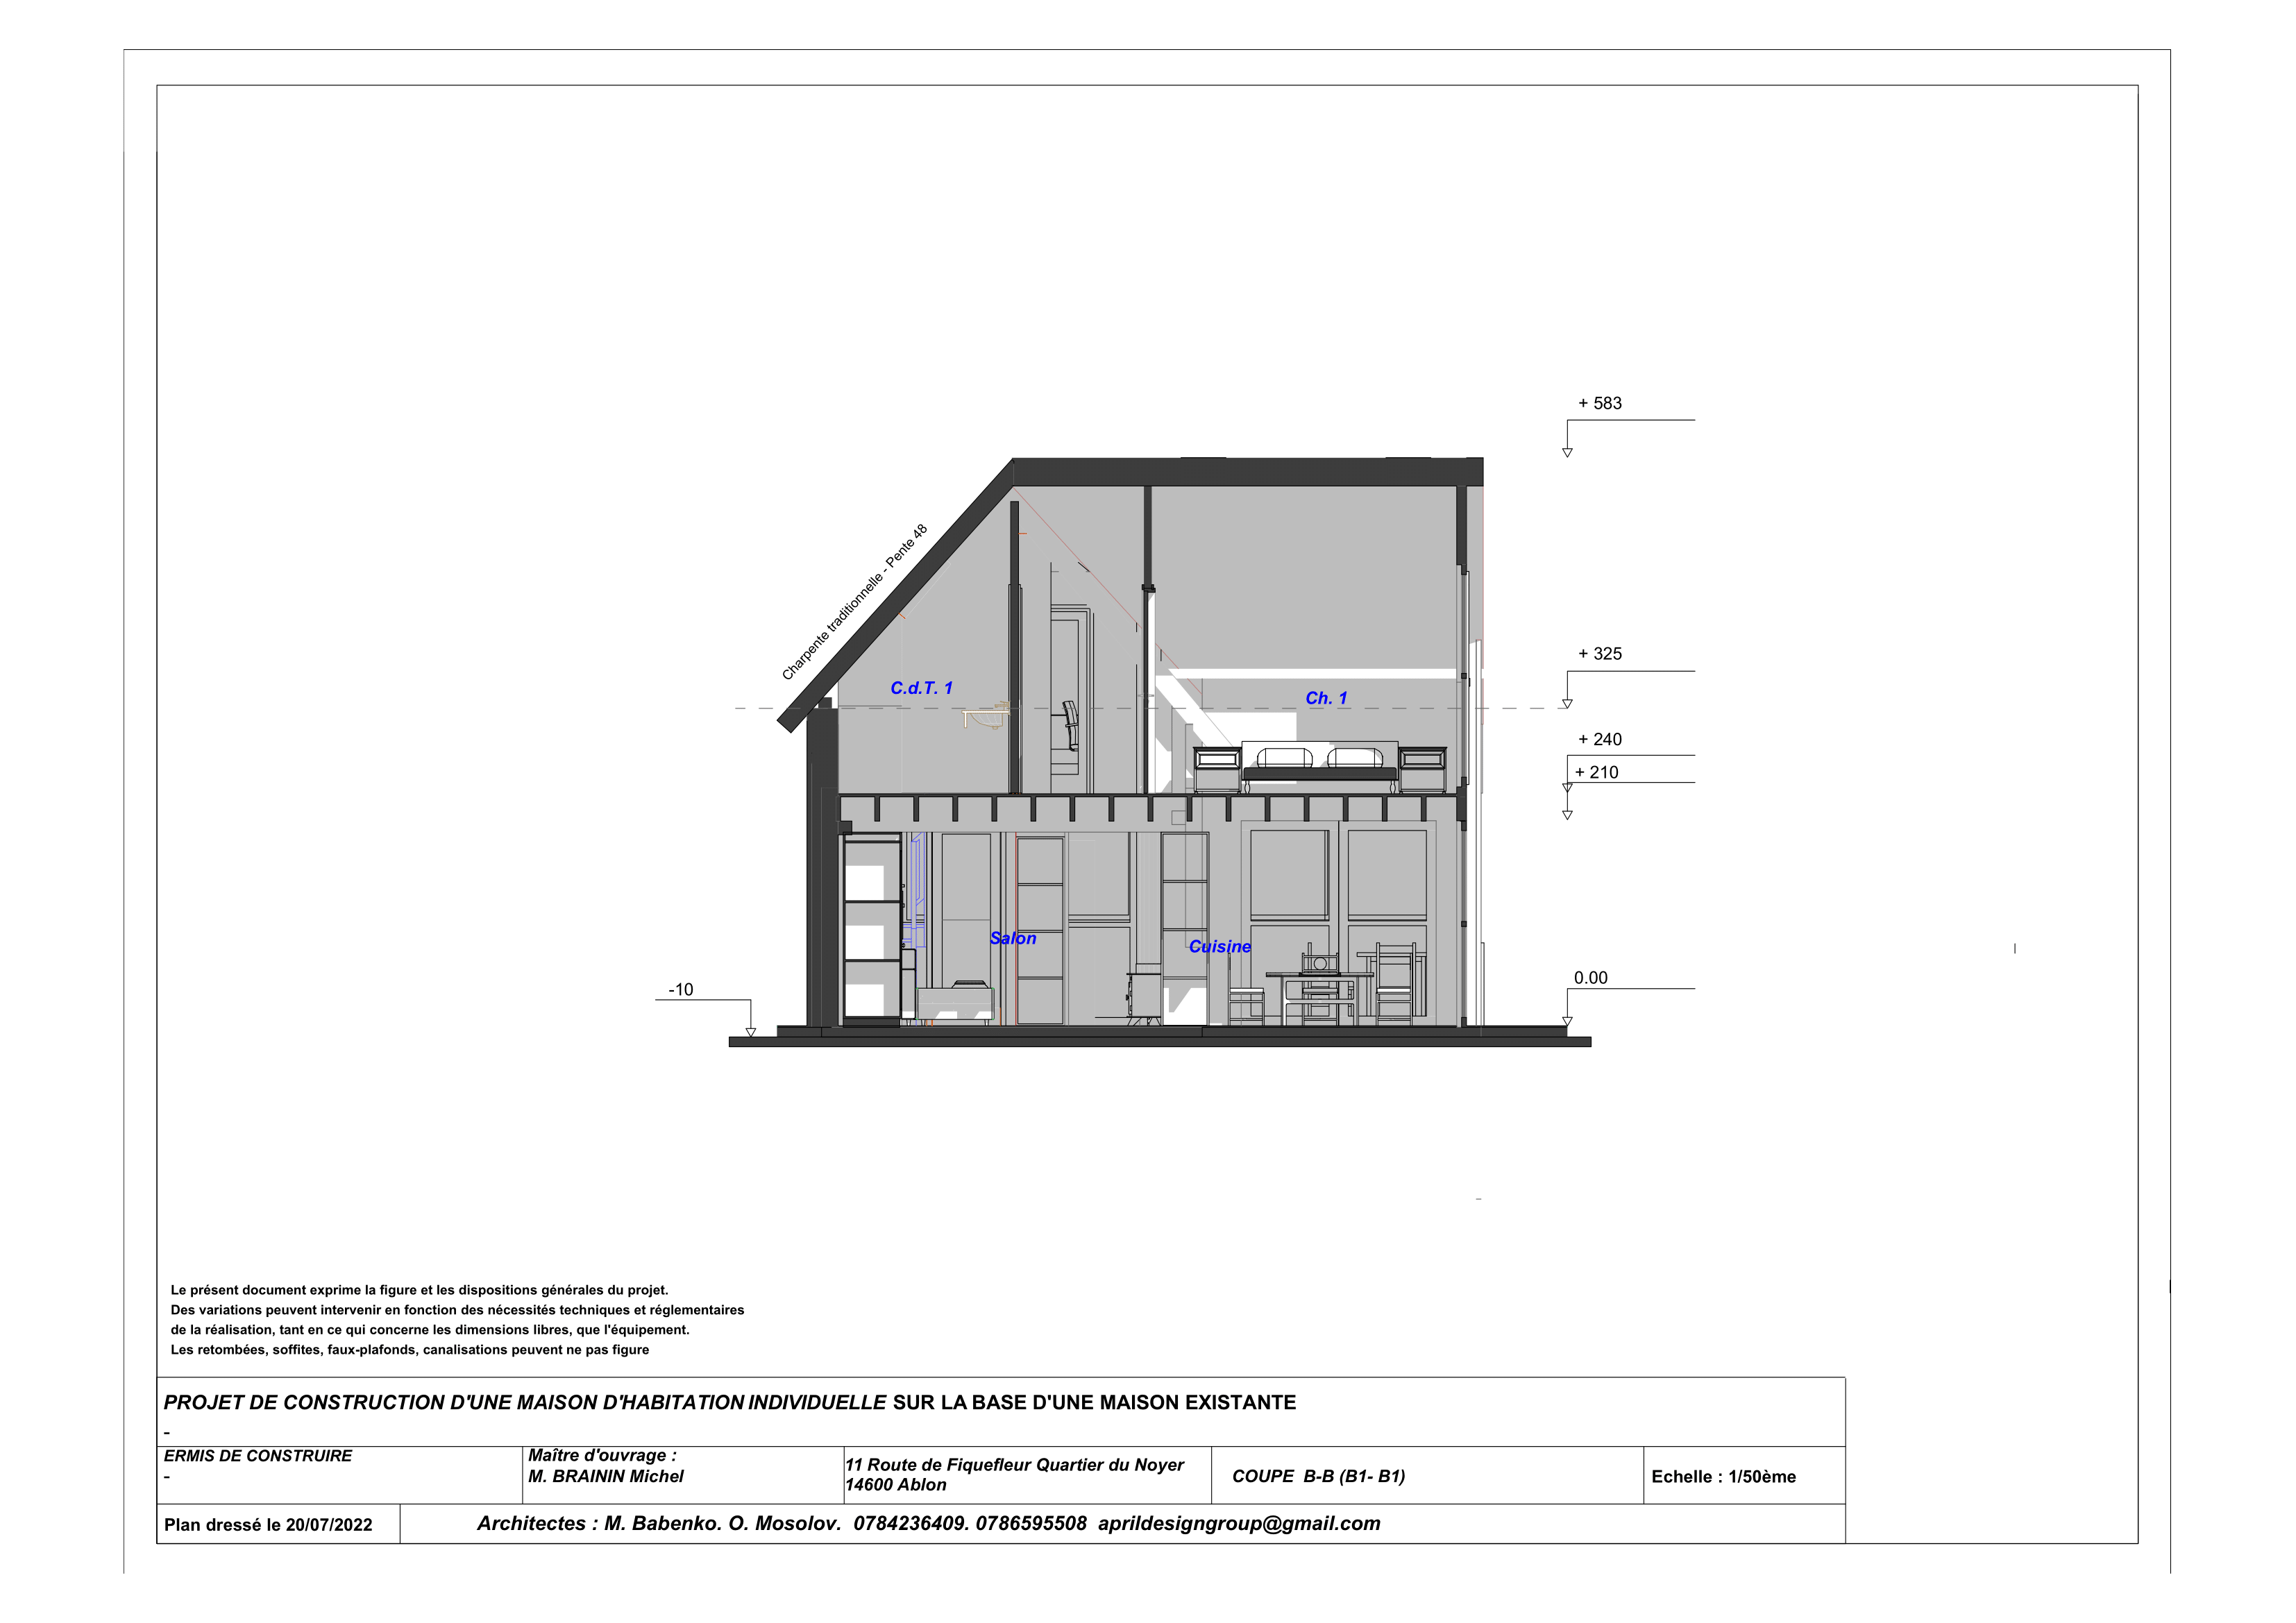 + 583
Charpente traditionnelle - Pente 48
+ 325
C.d.T. 1
Ch. 1
+ 240
+ 210
Salon
Cuisine
-10
0.00
Le présent document exprime la figure et les dispositions générales du projet.
Des variations peuvent intervenir en fonction des nécessités techniques et réglementaires
de la réalisation, tant en ce qui concerne les dimensions libres, que l'équipement.
Les retombées, soffites, faux-plafonds, canalisations peuvent ne pas figure
PROJET DE CONSTRUCTION D'UNE MAISON D'HABITATION INDIVIDUELLE SUR LA BASE D'UNE MAISON EXISTANTE
-
ERMIS DE CONSTRUIRE
-
Maître d'ouvrage :
M. BRAININ Michel
11 Route de Fiquefleur Quartier du Noyer
14600 Ablon
COUPE B-B (B1- B1)
Echelle : 1/50ème
Plan dressé le 20/07/2022
Architectes : M. Babenko. O. Mosolov. 0784236409. 0786595508 aprildesigngroup@gmail.com